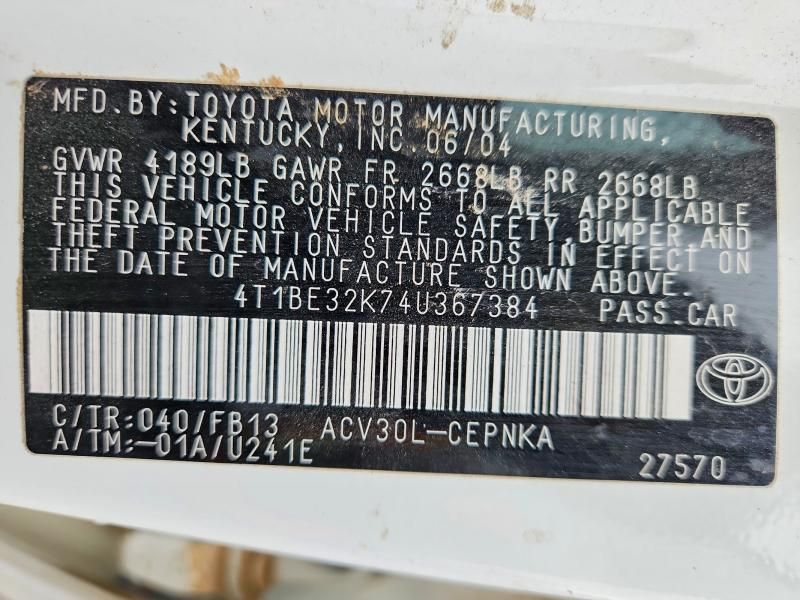 MFD. BY: TOYOTA MOTOR MANUFACTURING,
KENTUCKY, INC. 06/04
GVWR 4189LB GAWR FR 2668LB RR 2668LB
THIS VEHICLE CONFORMS TO ALL APPLICABLE
FEDERAL MOTOR VEHICLE SAFETY, BUMPER, AND
THEFT PREVENTION STANDARDS IN EFFECT ON
THE DATE OF MANUFACTURE SHOWN ABOVE.
4T1BE32K74U367384 PASS. CAR
C/TR: 040/FB13 ACV30L-CEPNKA
A/TM: -01A/U241E
27570